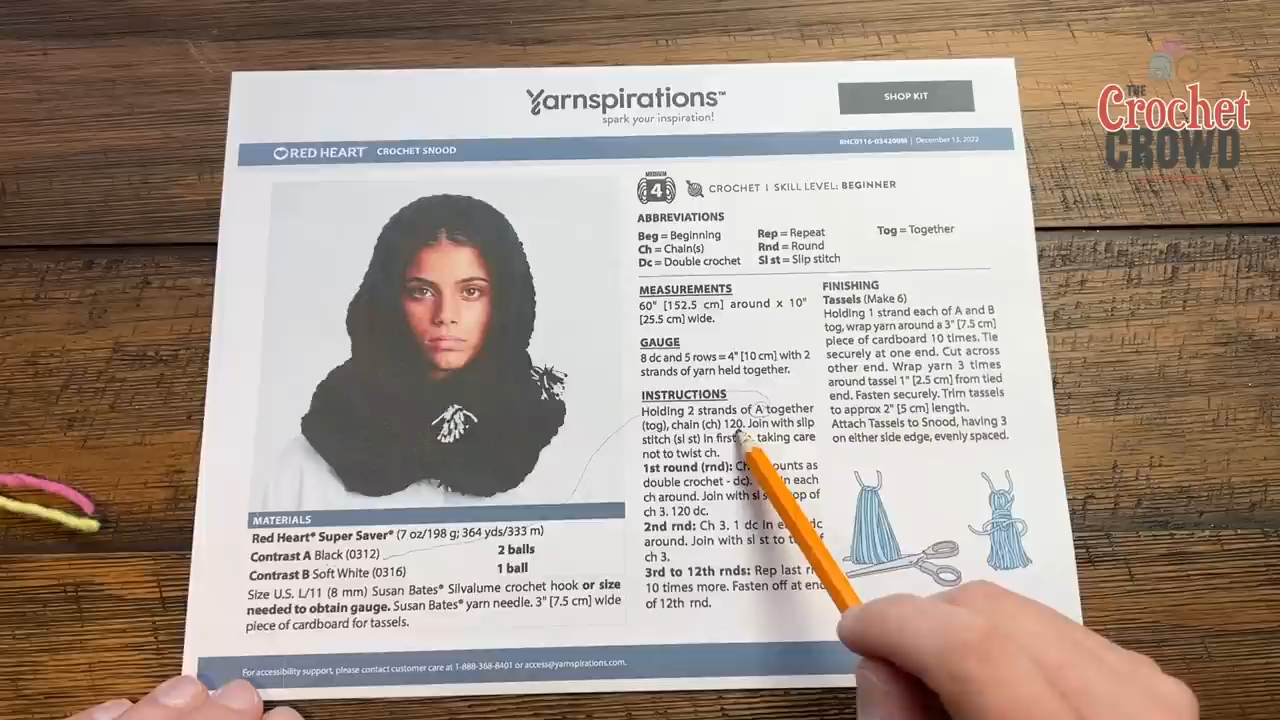 Yarnspirations™
spark your inspiration!
SHOP KIT
THE
Crochet
CROWD
RED HEART® CROCHET SNOOD
RHC0116-034200M | December 13, 2022
MEDIUM
4
CROCHET | SKILL LEVEL: BEGINNER
ABBREVIATIONS
Beg = Beginning
Ch = Chain(s)
Dc = Double crochet
Rep = Repeat
Rnd = Round
Sl st = Slip stitch
Tog = Together
MEASUREMENTS
60" [152.5 cm] around x 10"
[25.5 cm] wide.
GAUGE
8 dc and 5 rows = 4" [10 cm] with 2
strands of yarn held together.
INSTRUCTIONS
Holding 2 strands of A together
(tog), chain (ch) 120. Join with slip
stitch (sl st) in first taking care
not to twist ch.
1st round (rnd): Ch counts as
double crochet - dc). in each
ch around. Join with sl s op of
ch 3. 120 dc.
2nd rnd: Ch 3. 1 dc in dc
around. Join with sl st to of
ch 3.
3rd to 12th rnds: Rep last
10 times more. Fasten off at end
of 12th rnd.
FINISHING
Tassels (Make 6)
Holding 1 strand each of A and B
tog, wrap yarn around a 3" [7.5 cm]
piece of cardboard 10 times. Tie
securely at one end. Cut across
other end. Wrap yarn 3 times
around tassel 1" [2.5 cm] from tied
end. Fasten securely. Trim tassels
to approx 2" [5 cm] length.
Attach Tassels to Snood, having 3
on either side edge, evenly spaced.
MATERIALS
Red Heart® Super Saver® (7 oz/198 g; 364 yds/333 m)
Contrast A Black (0312) 2 balls
Contrast B Soft White (0316) 1 ball
Size U.S. L/11 (8 mm) Susan Bates® Silvalume crochet hook or size
needed to obtain gauge. Susan Bates® yarn needle. 3" [7.5 cm] wide
piece of cardboard for tassels.
For accessibility support, please contact customer care at 1-888-368-8401 or access@yarnspirations.com.